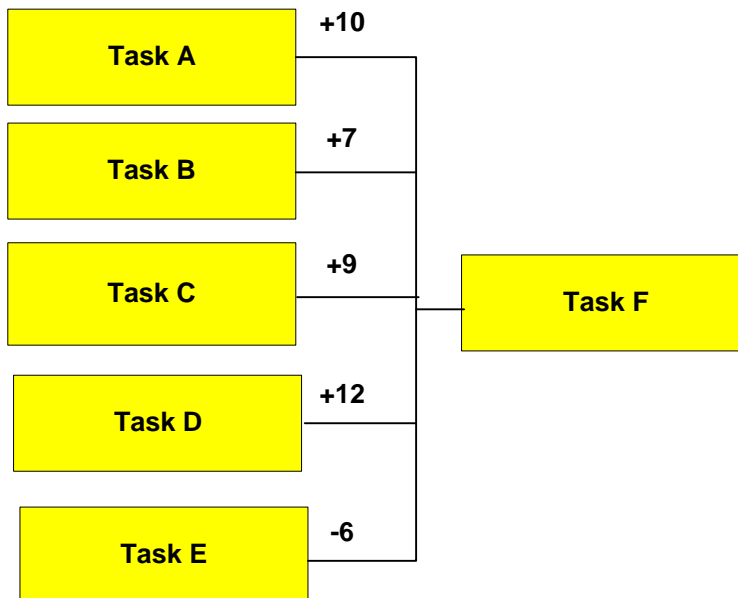 +10
Task A
+7
Task B
+9
Task C
Task F
+12
Task D
-6
Task E